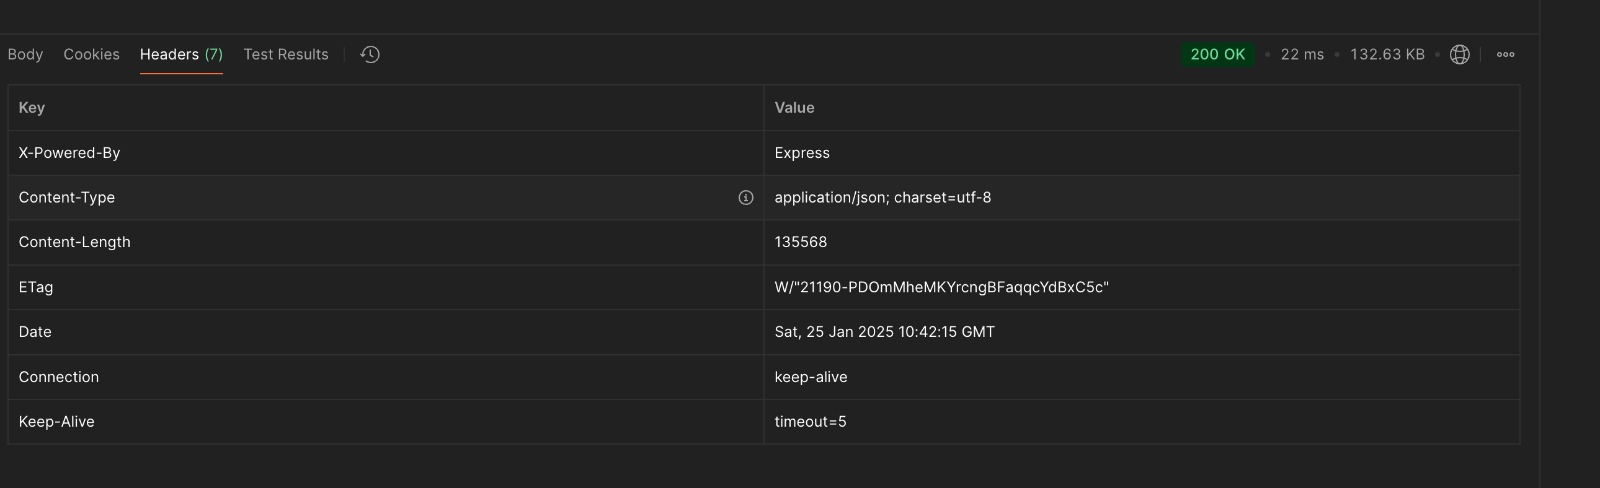 Body Cookies Headers (7) Test Results 200 OK • 22 ms • 132.63 KB •
Key Value
X-Powered-By Express
Content-Type application/json; charset=utf-8
Content-Length 135568
ETag W/"21190-PDOmMheMKYrcngBFaqqcYdBxC5c"
Date Sat, 25 Jan 2025 10:42:15 GMT
Connection keep-alive
Keep-Alive timeout=5